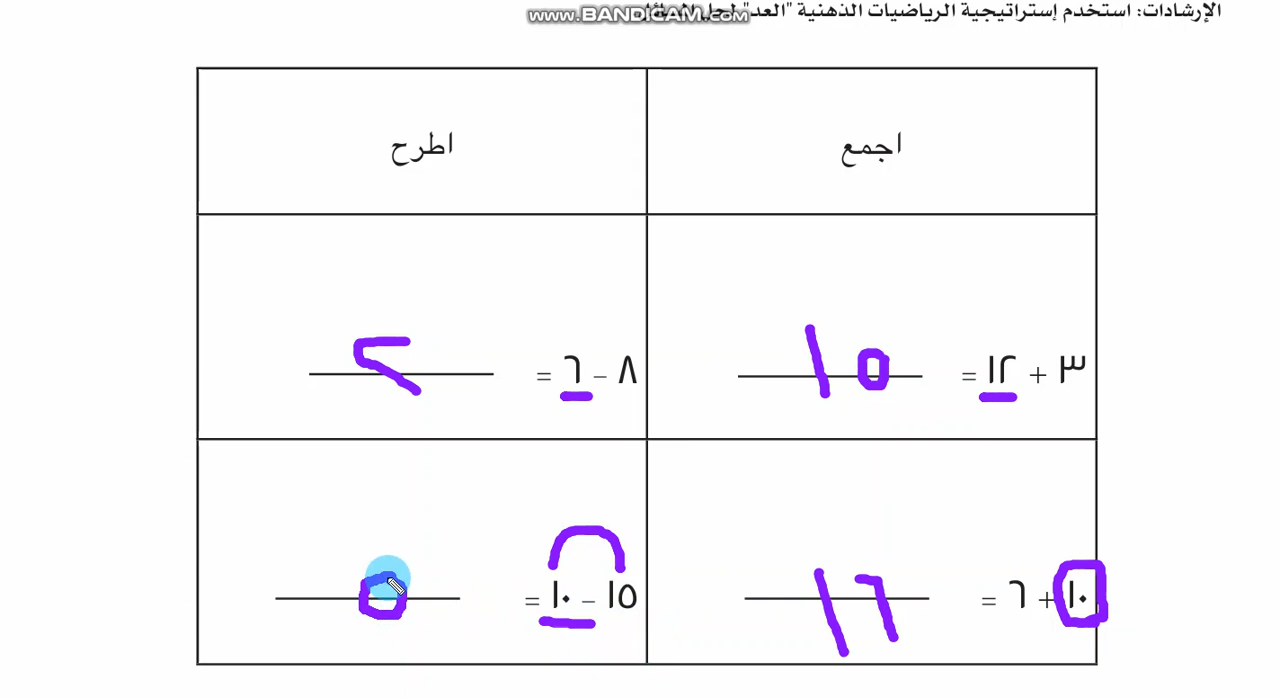 WWW.BANDICAM.COM
الإرشادات: استخدم إستراتيجية الرياضيات الذهنية "العد" لحل
اجمع
اطرح
٣ + ١٢ = ١٥
٨ – ٦ = ٢
١٠ + ٦ = ١٦
١٥ – ١٠ = ٥